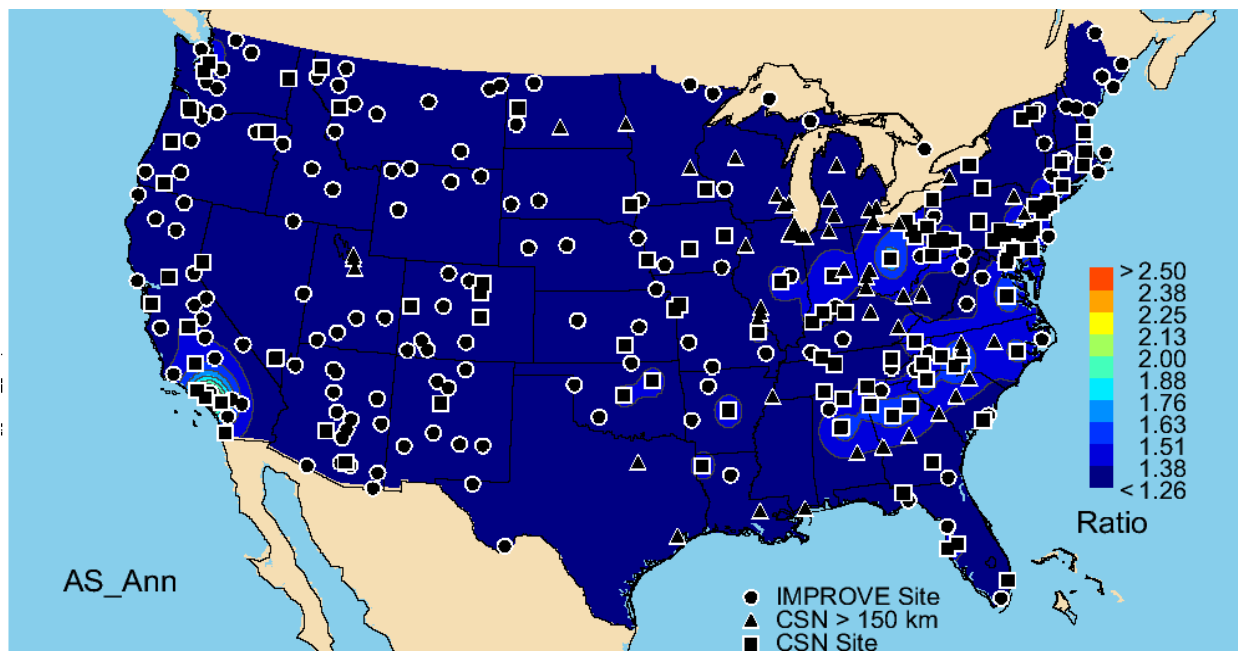 > 2.50
2.38
2.25
2.13
2.00
1.88
1.76
1.63
1.51
1.38
< 1.26
Ratio
AS_Ann
IMPROVE Site
CSN > 150 km
CSN Site